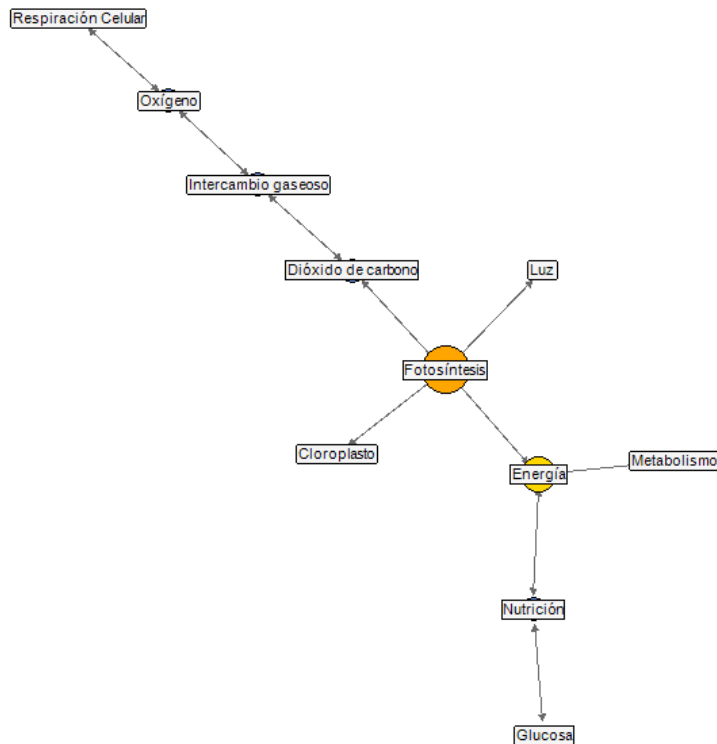 Respiración Celular
Oxígeno
Intercambio gaseoso
Dióxido de carbono
Luz
Fotosíntesis
Cloroplasto
Metabolismo
Energía
Nutrición
Glucosa